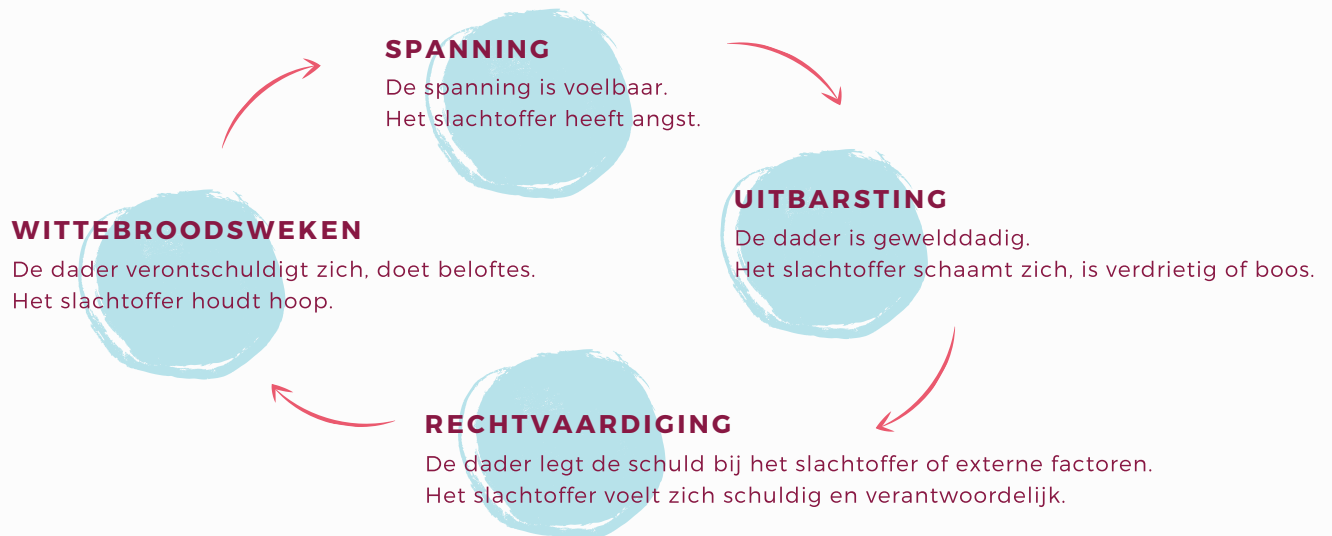 SPANNING
De spanning is voelbaar.
Het slachtoffer heeft angst.
UITBARSTING
De dader is gewelddadig.
Het slachtoffer schaamt zich, is verdrietig of boos.
RECHTVAARDIGING
De dader legt de schuld bij het slachtoffer of externe factoren.
Het slachtoffer voelt zich schuldig en verantwoordelijk.
WITTEBROODSWEKEN
De dader verontschuldigt zich, doet beloftes.
Het slachtoffer houdt hoop.